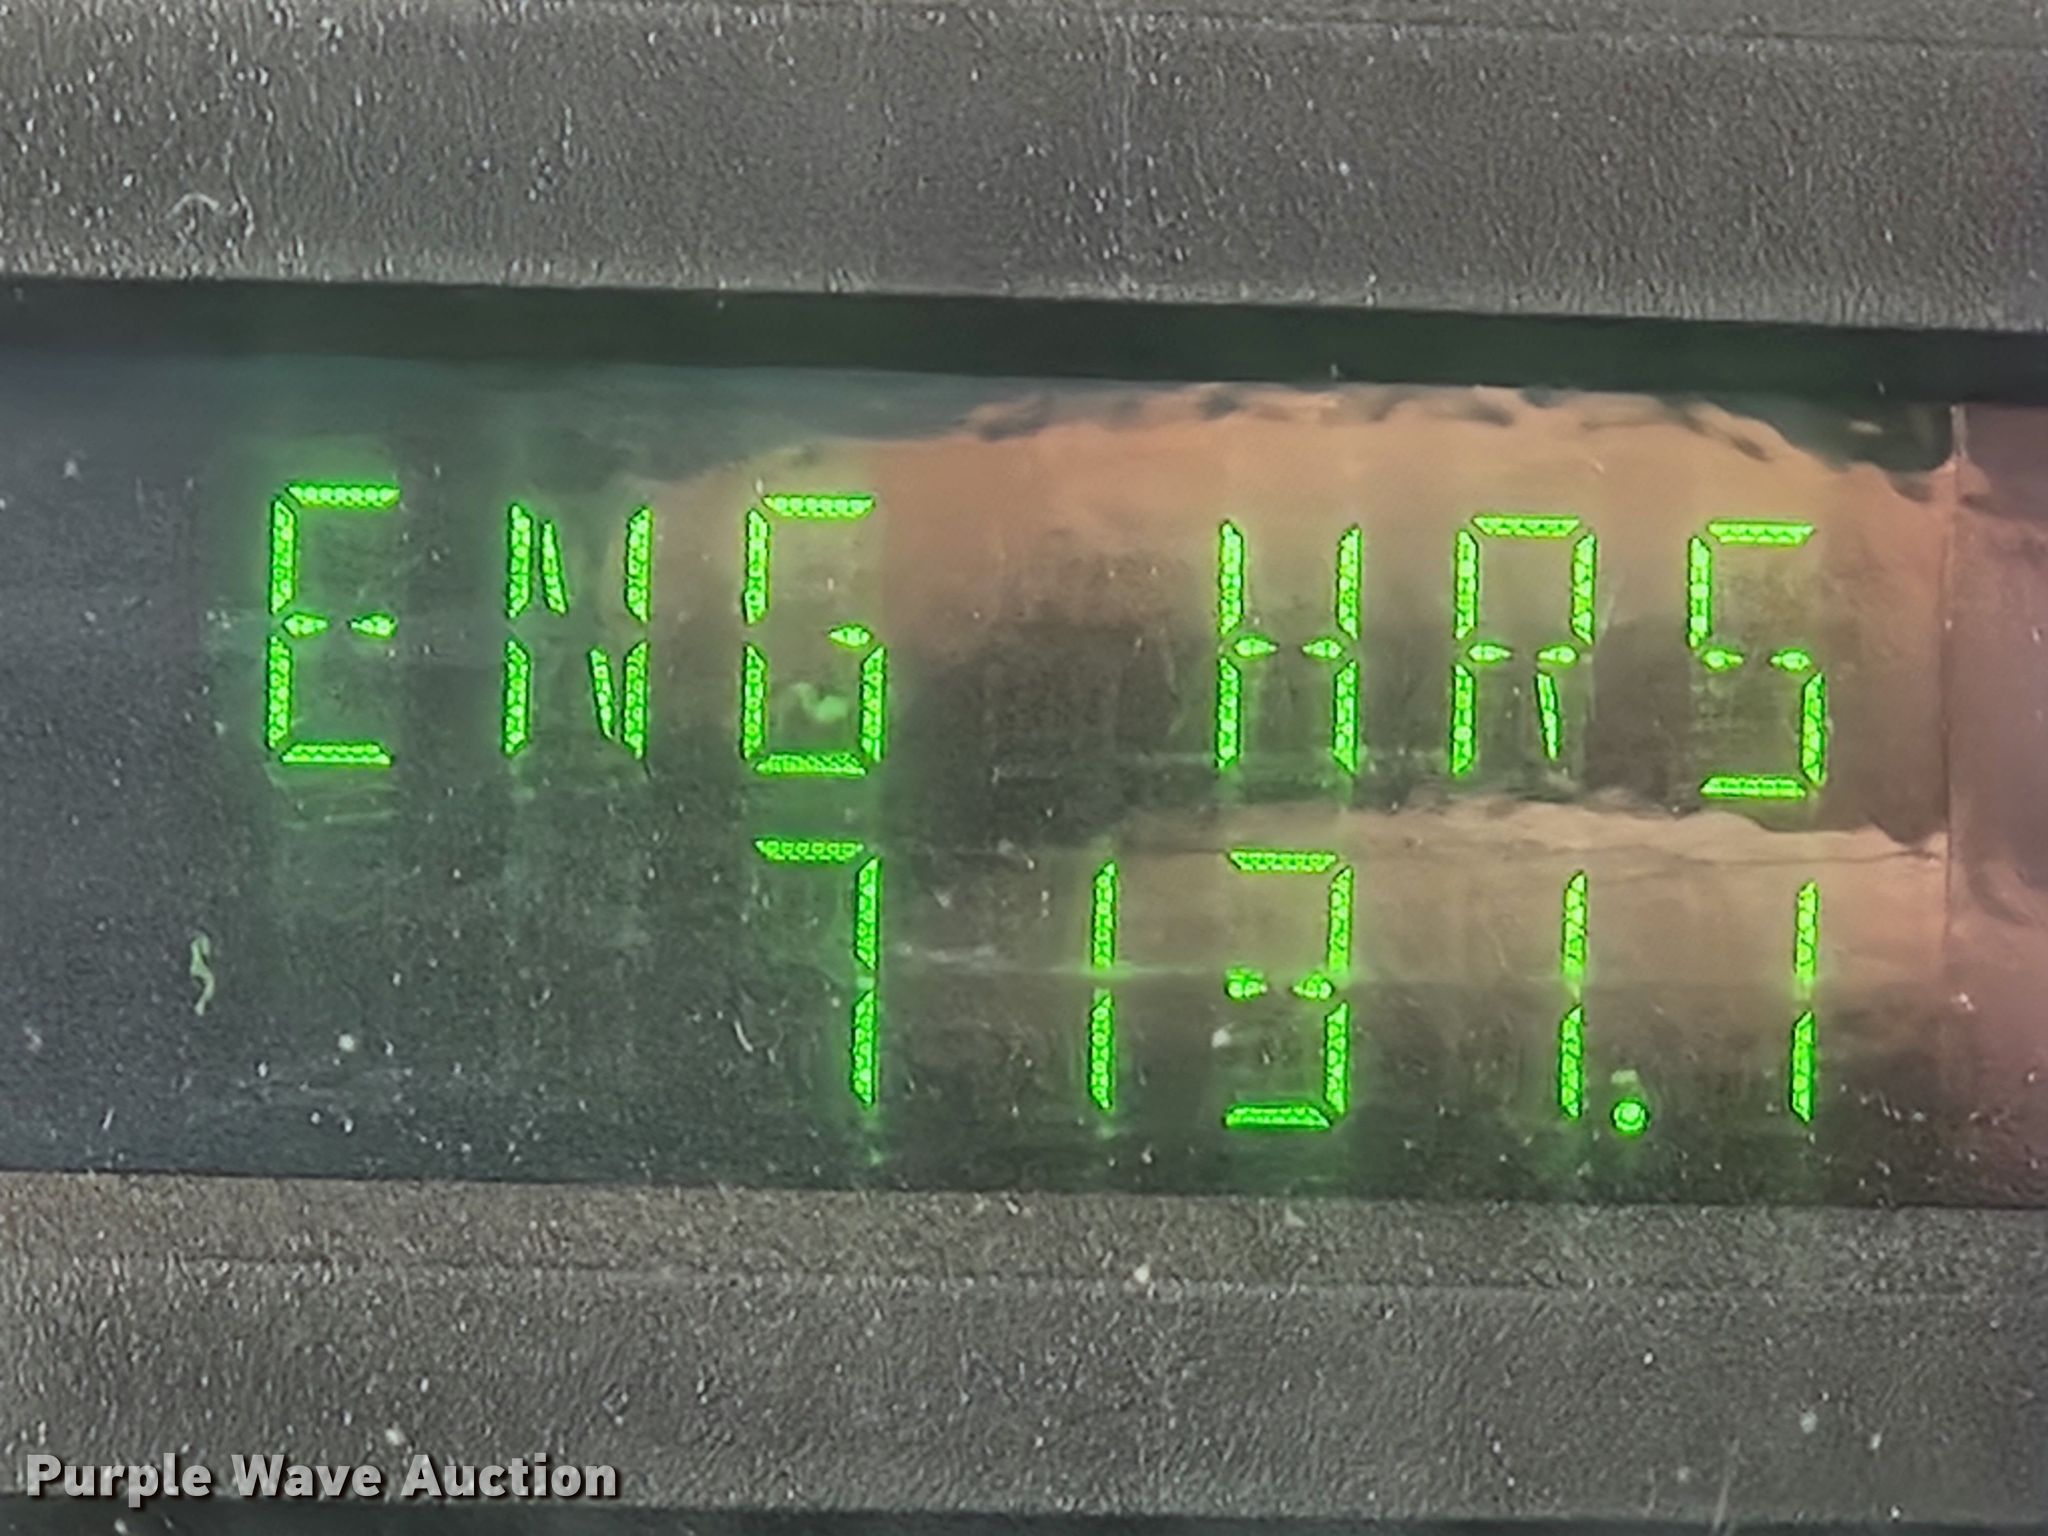 ENG HRS
7131.1
Purple Wave Auction